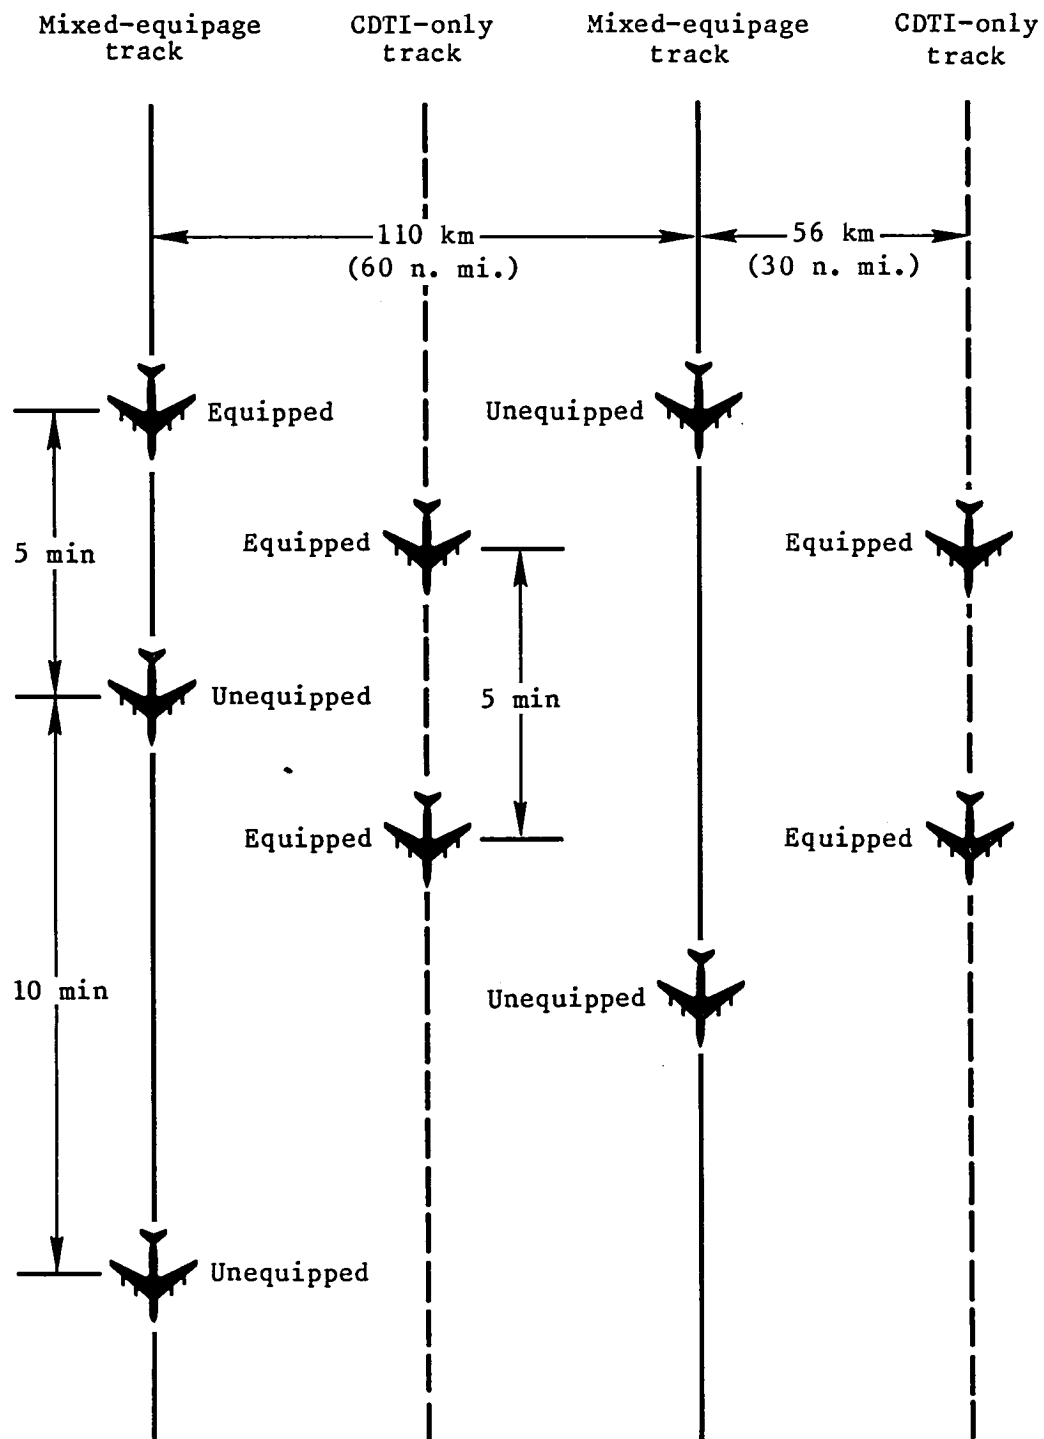 Mixed-equipage
track
CDTI-only
track
Mixed-equipage
track
CDTI-only
track
110 km
(60 n. mi.)
56 km
(30 n. mi.)
Equipped
Unequipped
5 min
Equipped
Equipped
Unequipped
5 min
Equipped
Equipped
10 min
Unequipped
Unequipped